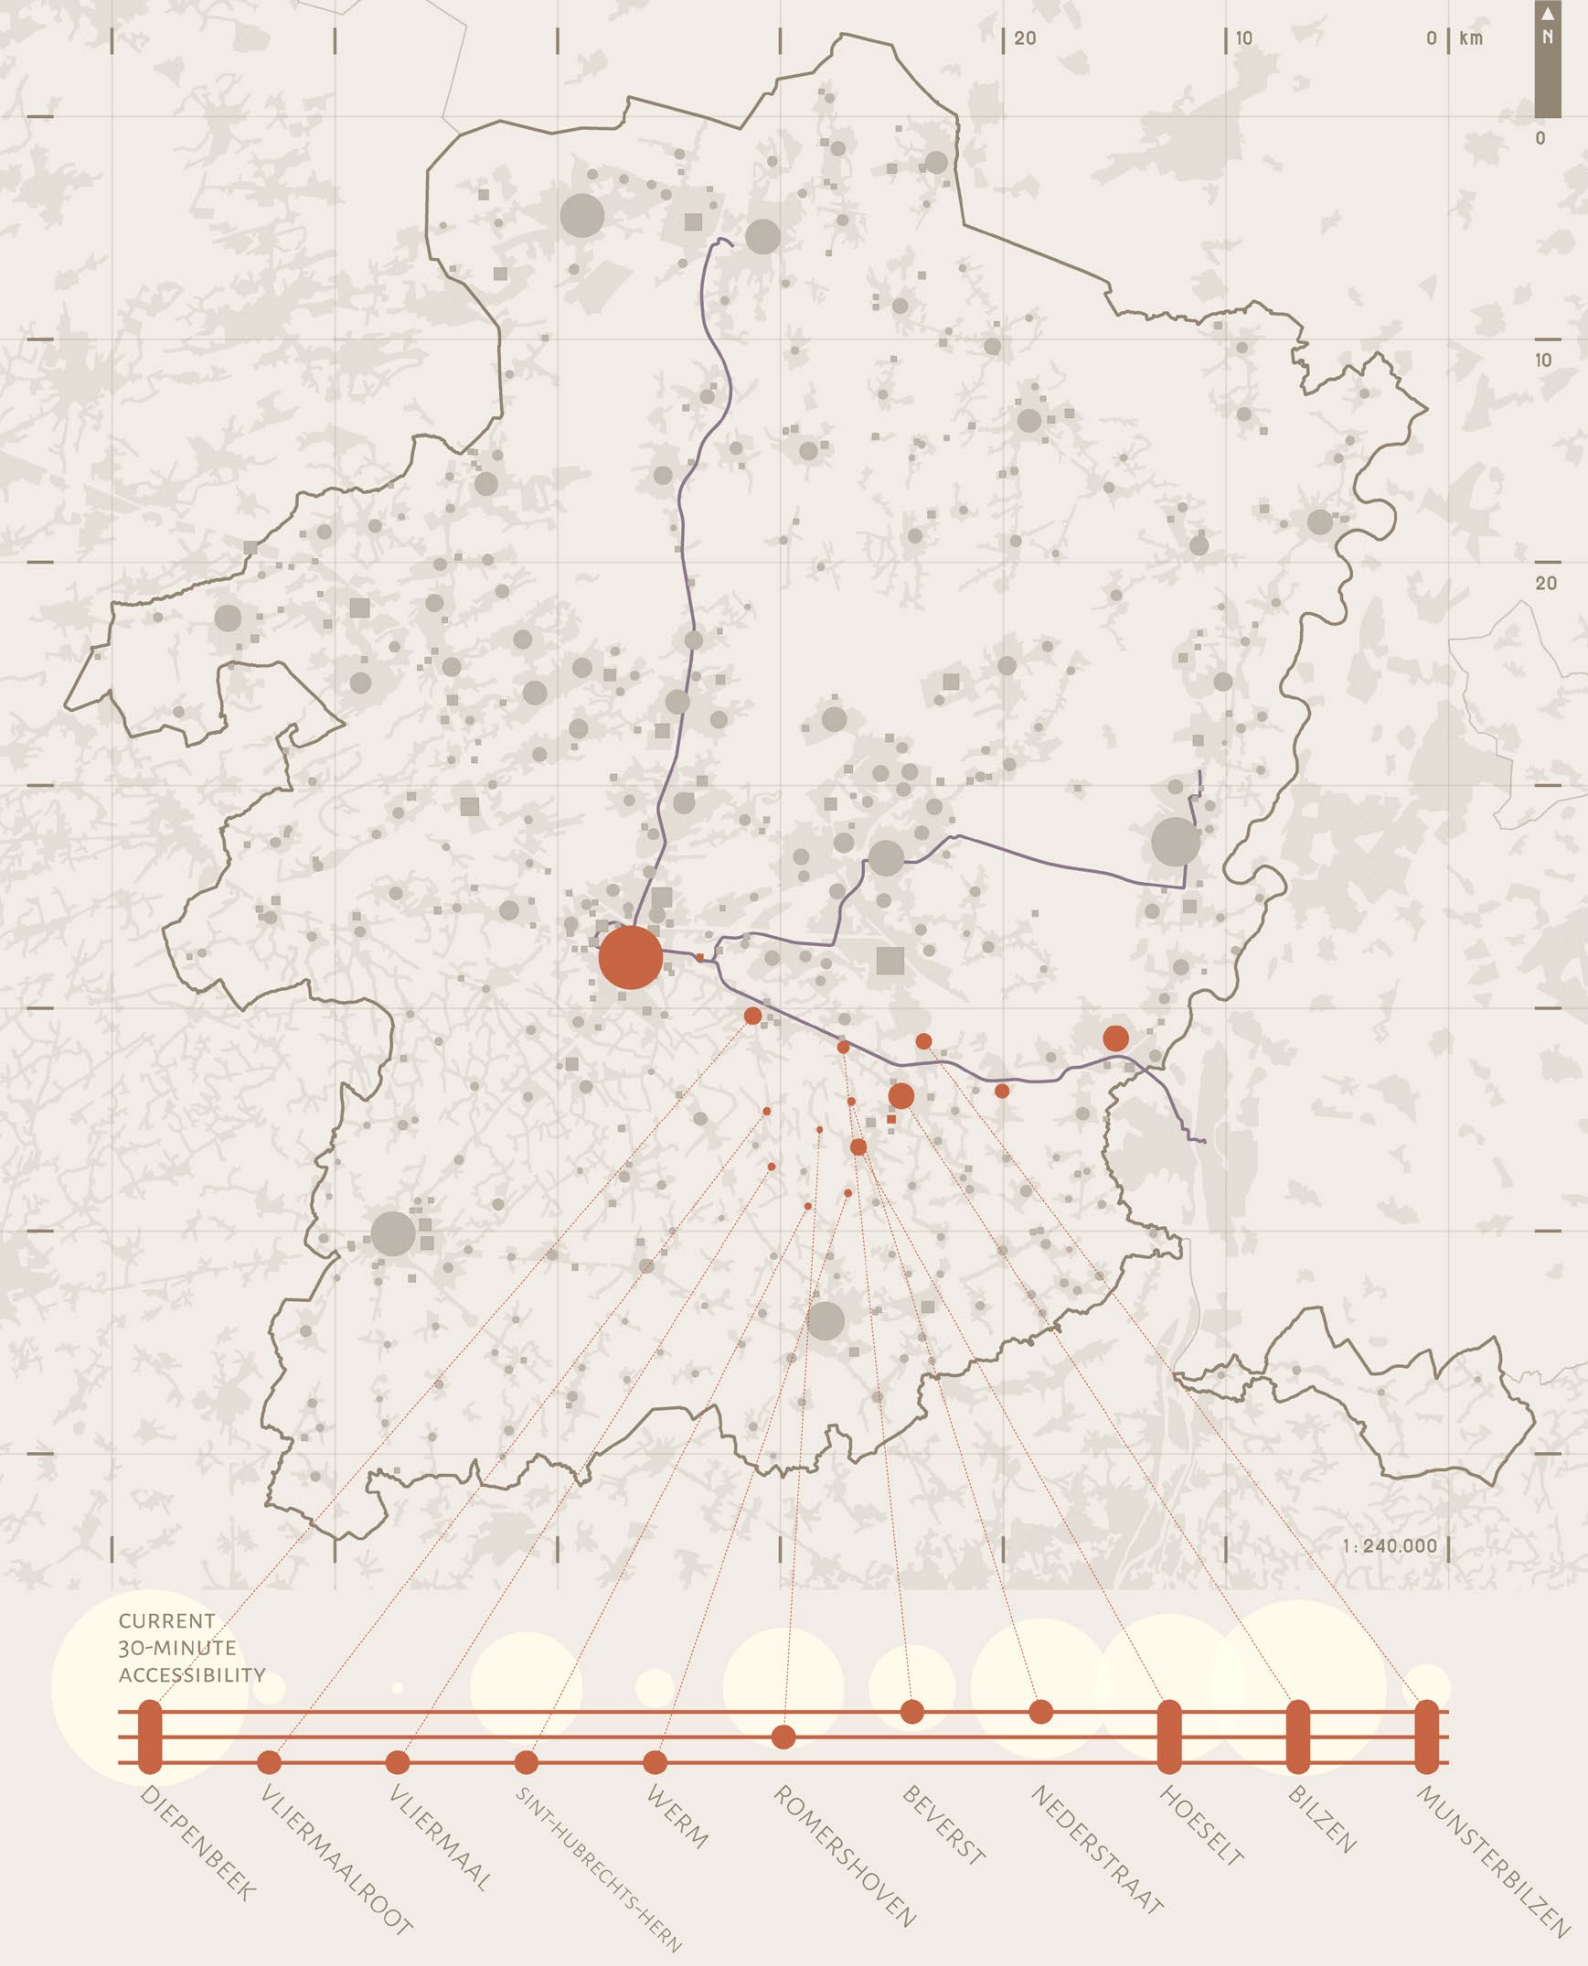 20
10
0 km
N
0
10
20
1:240.000
CURRENT
30-MINUTE
ACCESSIBILITY
DIEPENBEEK
VLIERMAALROOT
VLIERMAAL
SINT-HUBRECHTS-HERN
WERM
ROMERSHOVEN
BEVERST
NEDERSTRAAT
HOESELT
BILZEN
MUNSTERBILZEN